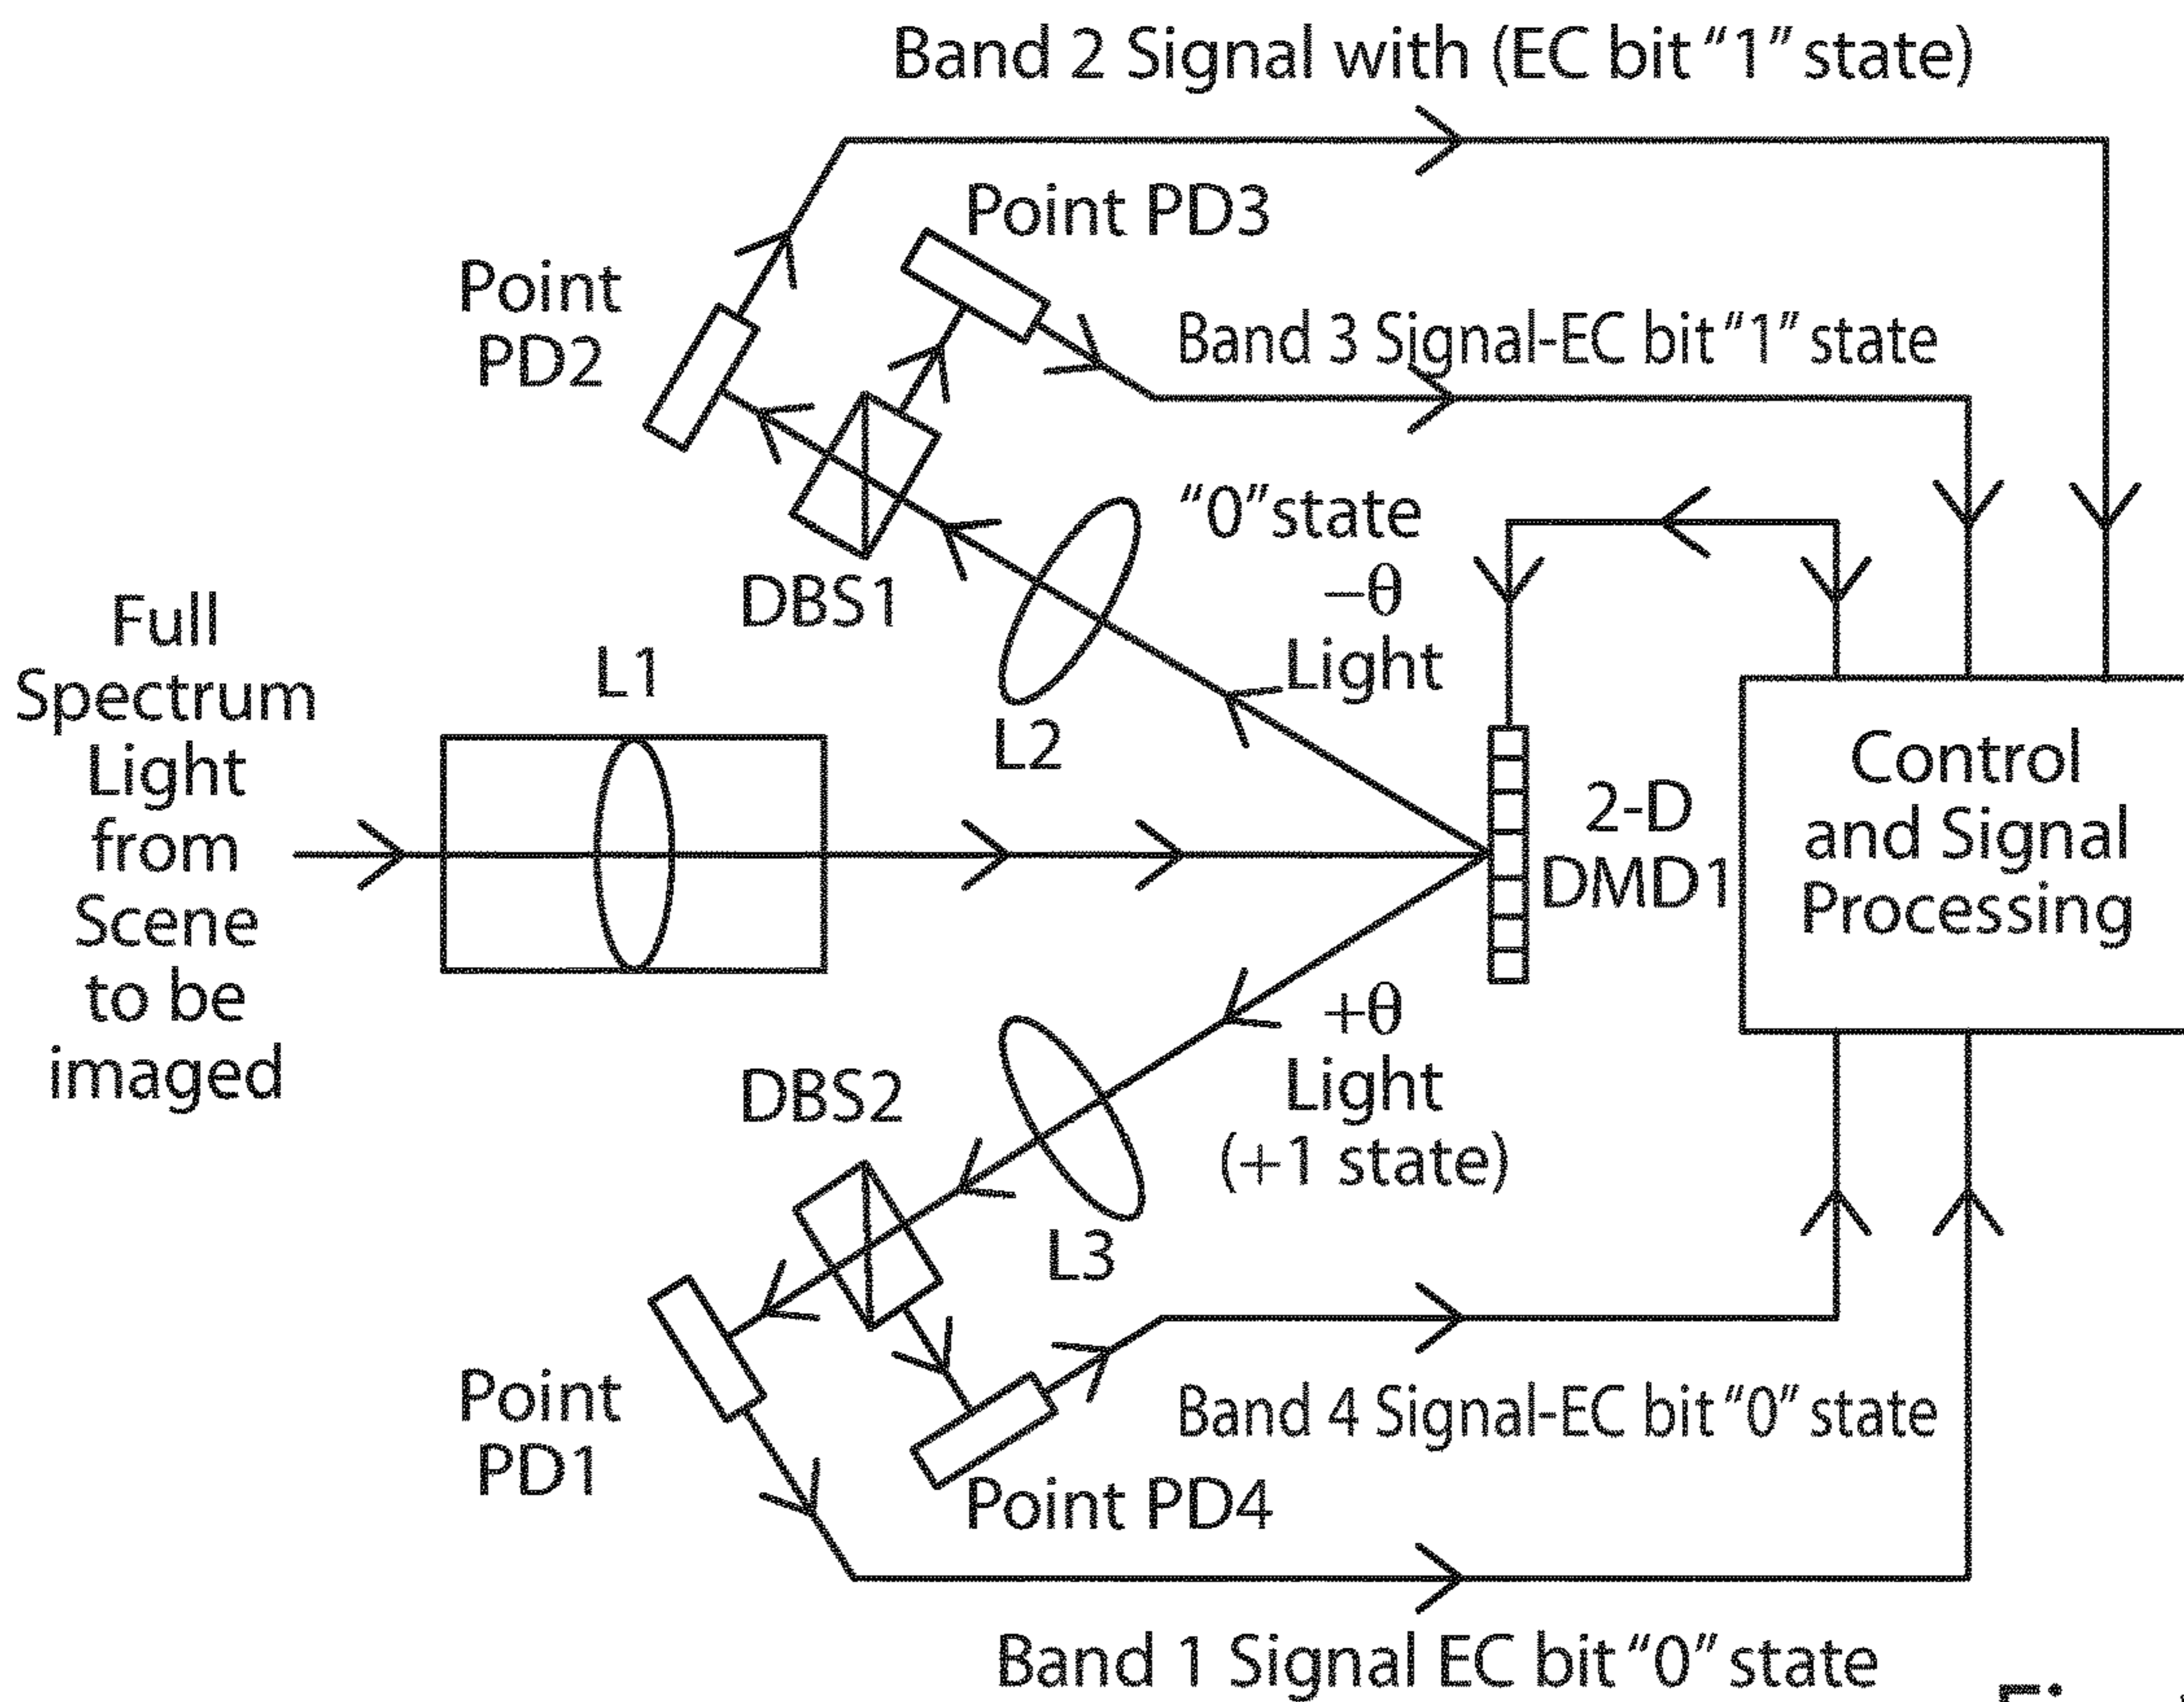 Band 2 Signal with (EC bit “1” state)
Point PD3
Point
PD2
Band 3 Signal-EC bit “1” state
“0” state
−θ
Light
DBS1
L2
Full
Spectrum
Light
from
Scene
to be
imaged
L1
2-D
DMD1
Control
and Signal
Processing
+θ
Light
(+1 state)
DBS2
L3
Point
PD1
Band 4 Signal-EC bit “0” state
Point PD4
Band 1 Signal EC bit “0” state